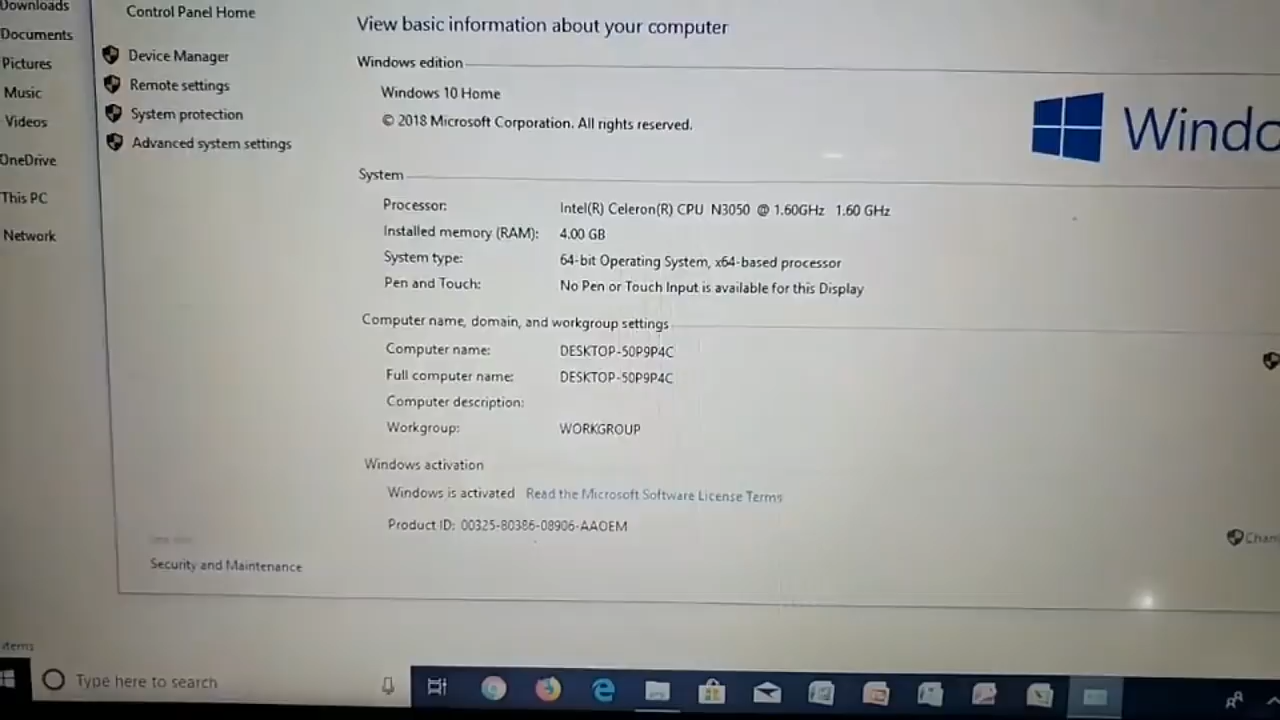 Downloads
Documents
Pictures
Music
Videos
OneDrive
This PC
Network
items
Control Panel Home
Device Manager
Remote settings
System protection
Advanced system settings
Security and Maintenance
View basic information about your computer
Windows edition
Windows 10 Home
© 2018 Microsoft Corporation. All rights reserved.
Windo
System
Processor: Intel(R) Celeron(R) CPU N3050 @ 1.60GHz 1.60 GHz
Installed memory (RAM): 4.00 GB
System type: 64-bit Operating System, x64-based processor
Pen and Touch: No Pen or Touch Input is available for this Display
Computer name, domain, and workgroup settings
Computer name: DESKTOP-50P9P4C
Full computer name: DESKTOP-50P9P4C
Computer description:
Workgroup: WORKGROUP
Windows activation
Windows is activated Read the Microsoft Software License Terms
Product ID: 00325-80386-08906-AAOEM
Chan
Type here to search